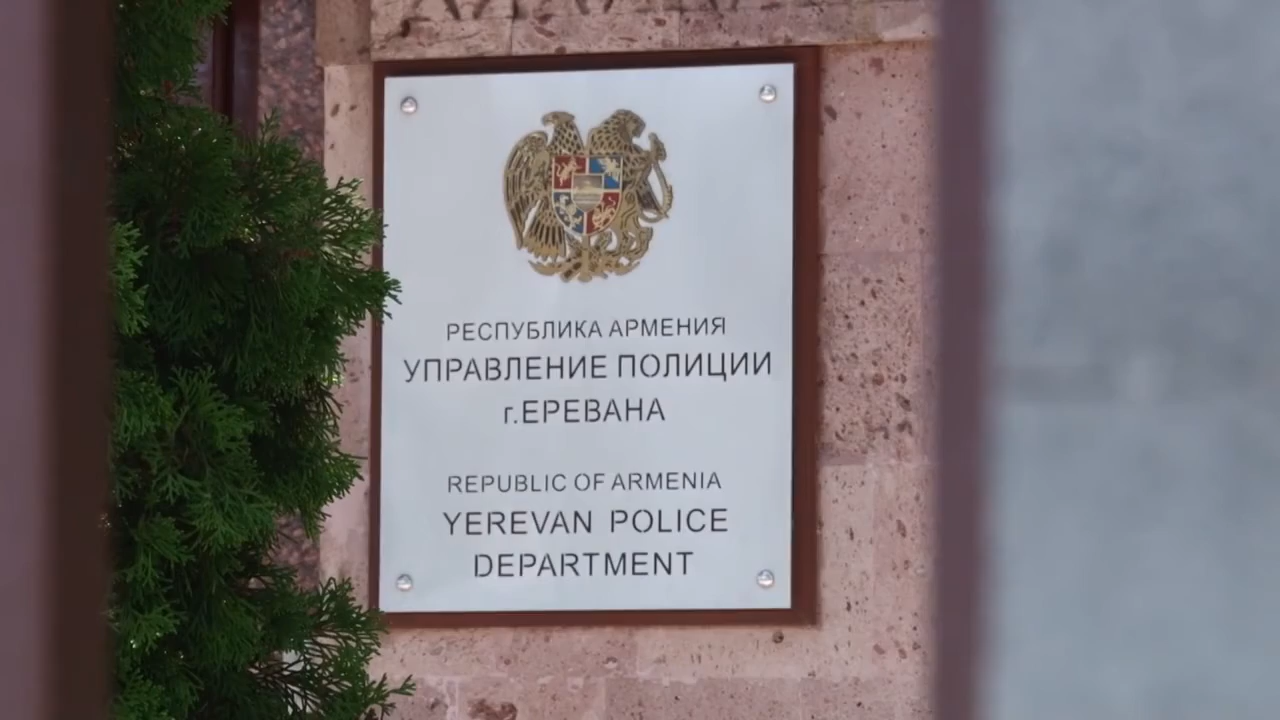 РЕСПУБЛИКА АРМЕНИЯ
УПРАВЛЕНИЕ ПОЛИЦИИ
г.ЕРЕВАНА
REPUBLIC OF ARMENIA
YEREVAN POLICE
DEPARTMENT